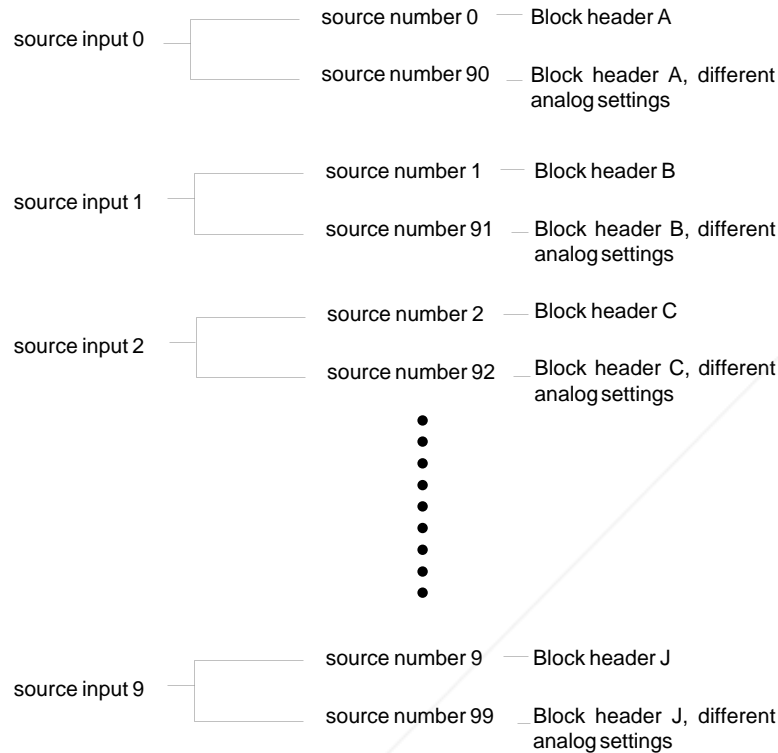 source input 0
source number 0
Block header A
source number 90
Block header A, different
analog settings
source input 1
source number 1
Block header B
source number 91
Block header B, different
analog settings
source input 2
source number 2
Block header C
source number 92
Block header C, different
analog settings
source input 9
source number 9
Block header J
source number 99
Block header J, different
analog settings